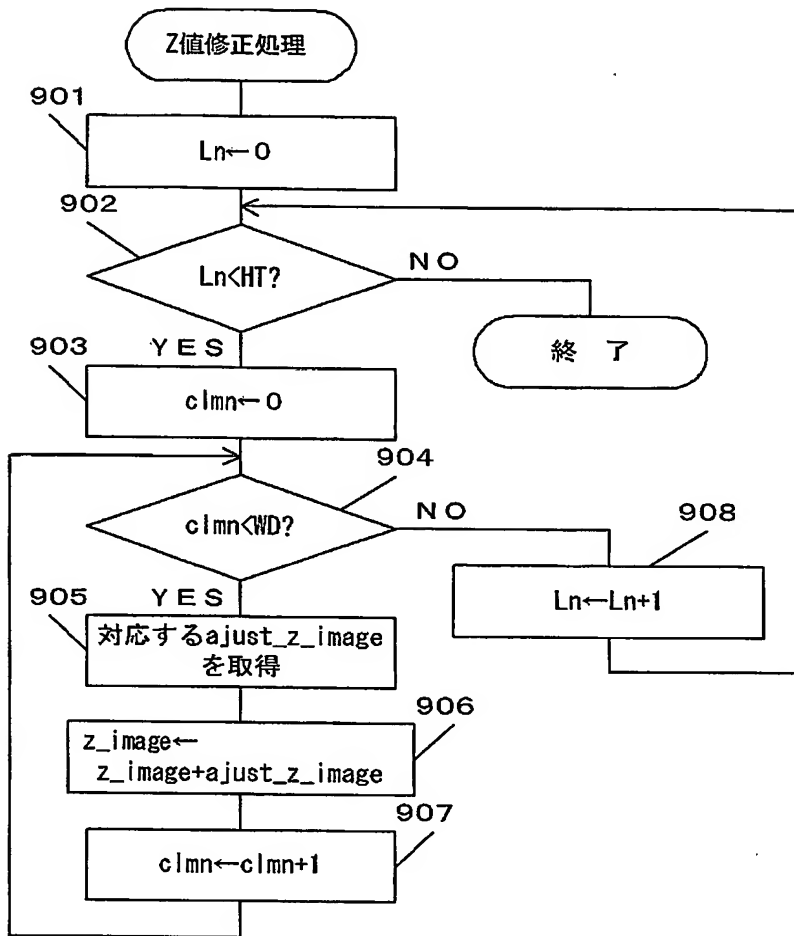 Z値修正処理
901
Ln←0
902
Ln<HT?
NO
終 了
YES
903
clmn←0
904
clmn<WD?
NO
908
Ln←Ln+1
YES
905
対応するajust_z_image
を取得
906
z_image←
z_image+ajust_z_image
907
clmn←clmn+1